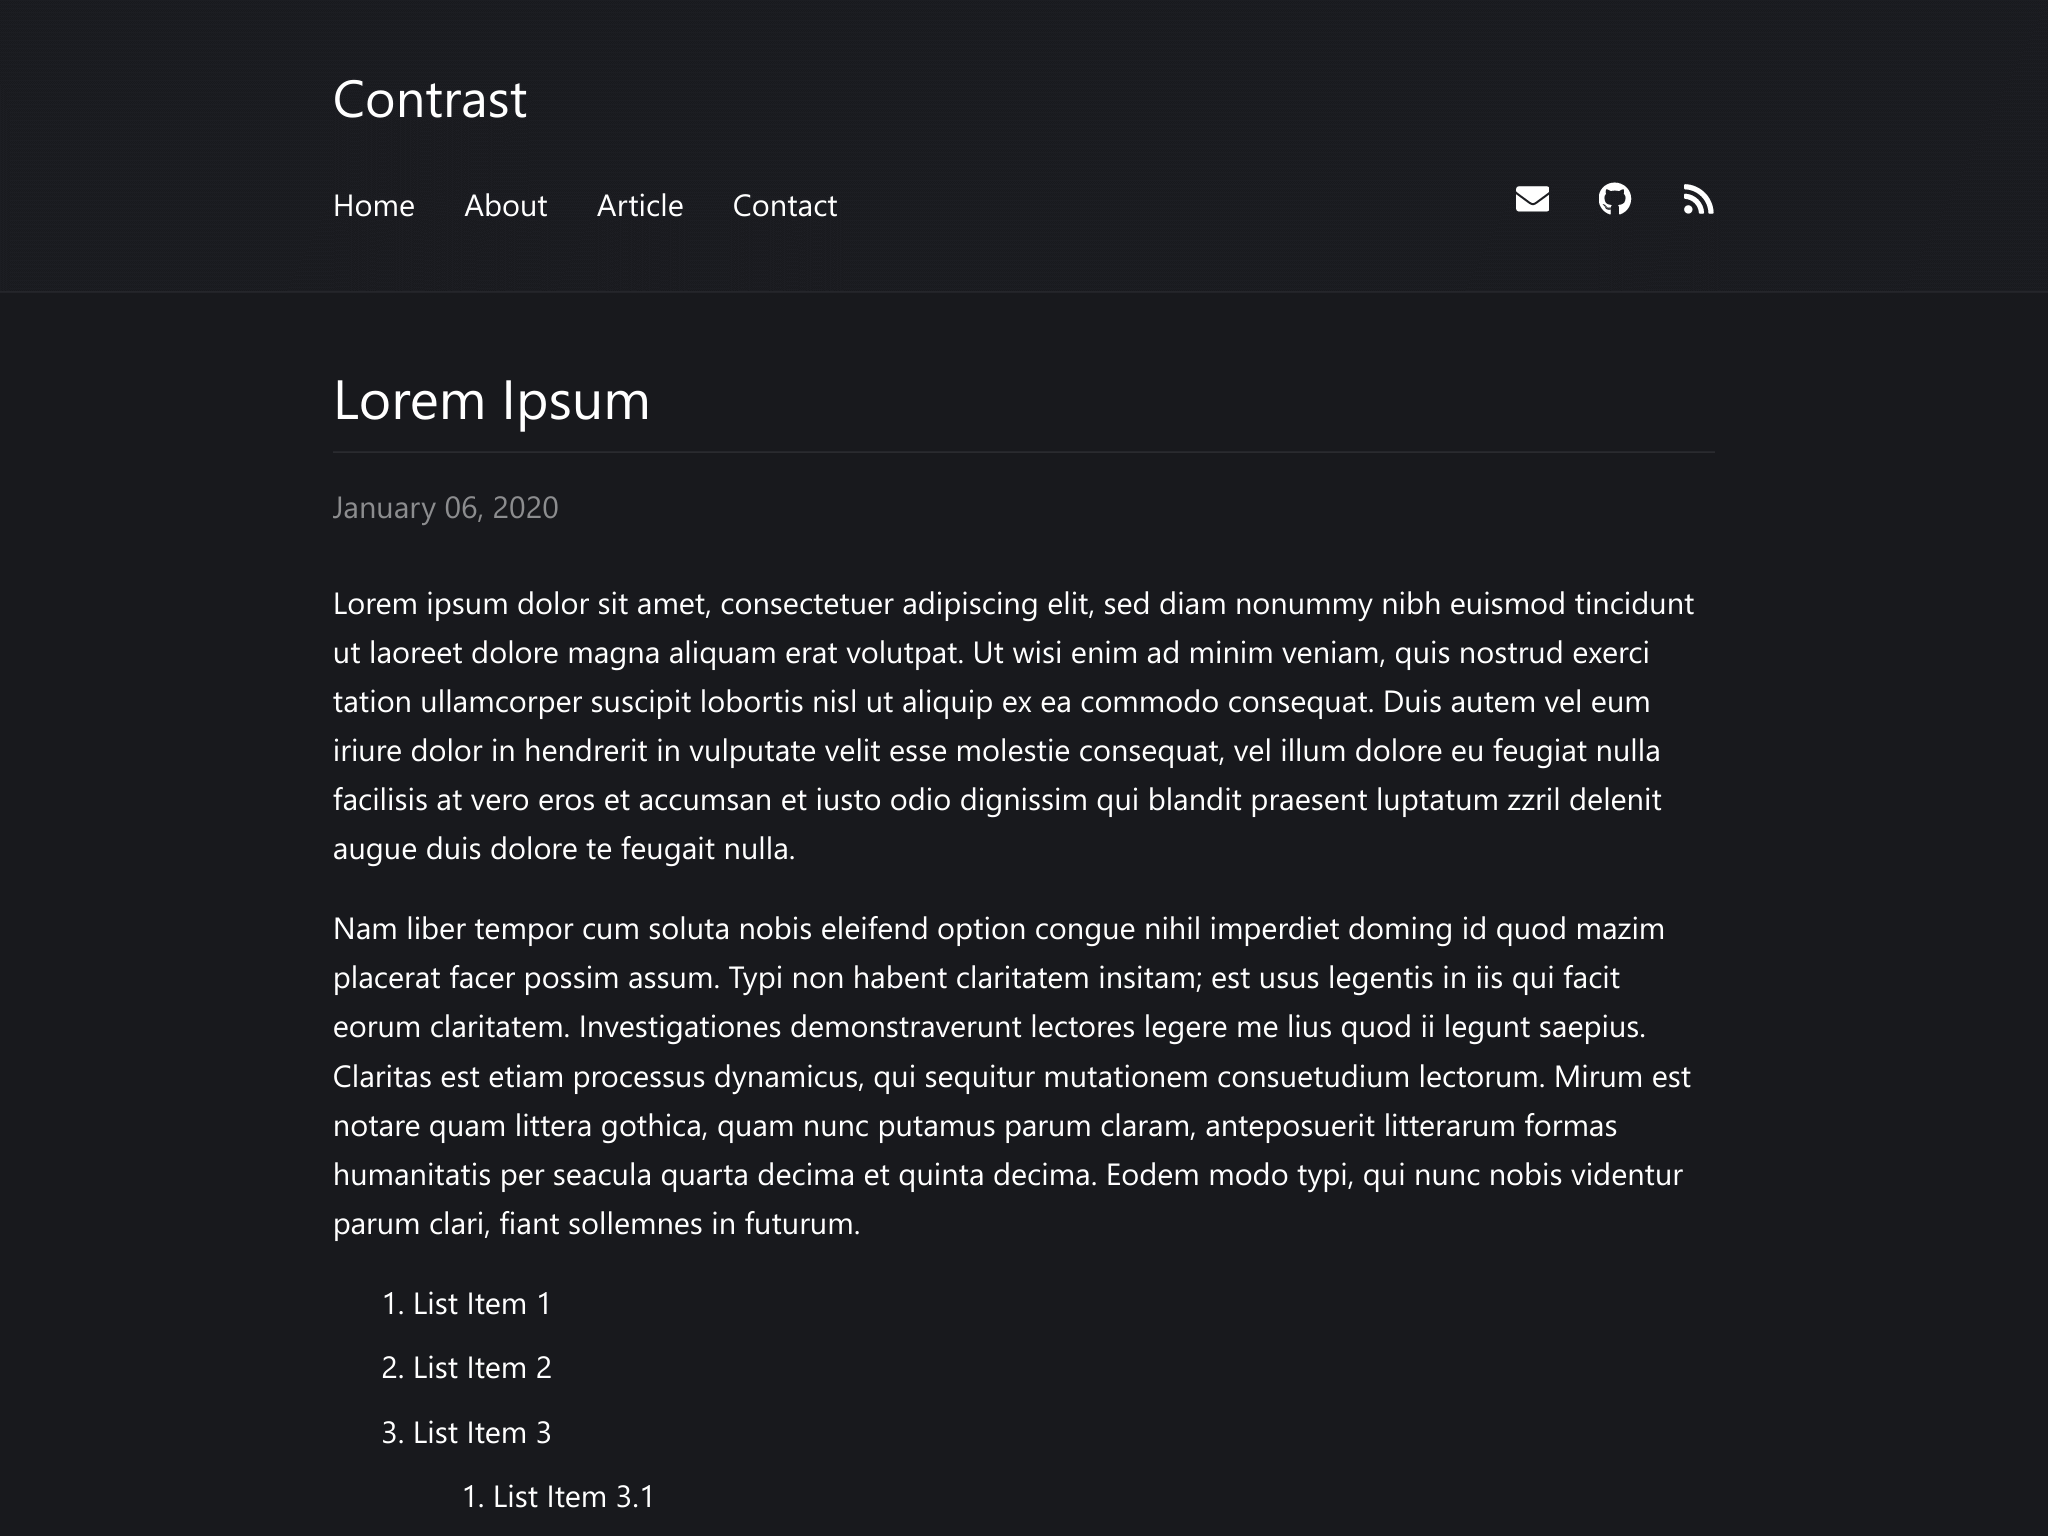 Contrast
Home About Article Contact
Lorem Ipsum
January 06, 2020
Lorem ipsum dolor sit amet, consectetuer adipiscing elit, sed diam nonummy nibh euismod tincidunt
ut laoreet dolore magna aliquam erat volutpat. Ut wisi enim ad minim veniam, quis nostrud exerci
tation ullamcorper suscipit lobortis nisl ut aliquip ex ea commodo consequat. Duis autem vel eum
iriure dolor in hendrerit in vulputate velit esse molestie consequat, vel illum dolore eu feugiat nulla
facilisis at vero eros et accumsan et iusto odio dignissim qui blandit praesent luptatum zzril delenit
augue duis dolore te feugait nulla.
Nam liber tempor cum soluta nobis eleifend option congue nihil imperdiet doming id quod mazim
placerat facer possim assum. Typi non habent claritatem insitam; est usus legentis in iis qui facit
eorum claritatem. Investigationes demonstraverunt lectores legere me lius quod ii legunt saepius.
Claritas est etiam processus dynamicus, qui sequitur mutationem consuetudium lectorum. Mirum est
notare quam littera gothica, quam nunc putamus parum claram, anteposuerit litterarum formas
humanitatis per seacula quarta decima et quinta decima. Eodem modo typi, qui nunc nobis videntur
parum clari, fiant sollemnes in futurum.
1. List Item 1
2. List Item 2
3. List Item 3
1. List Item 3.1